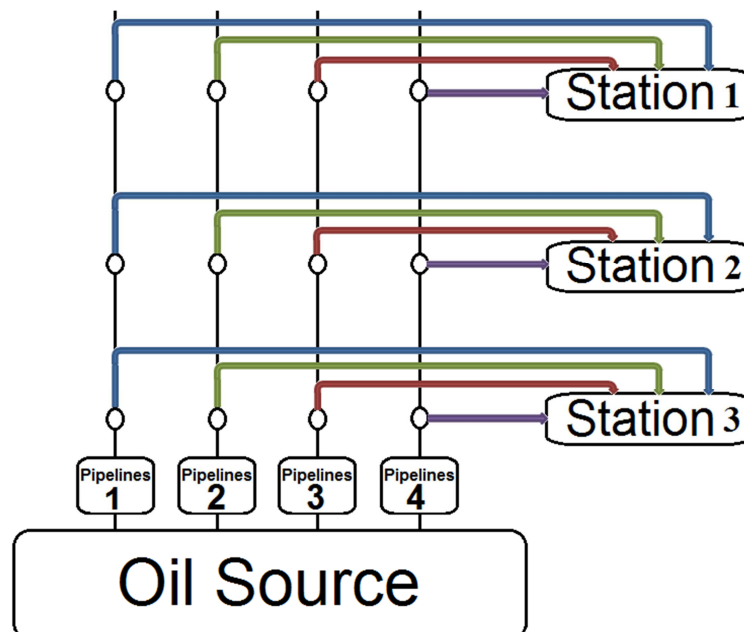 Station 1
Station 2
Station 3
Pipelines 1
Pipelines 2
Pipelines 3
Pipelines 4
Oil Source